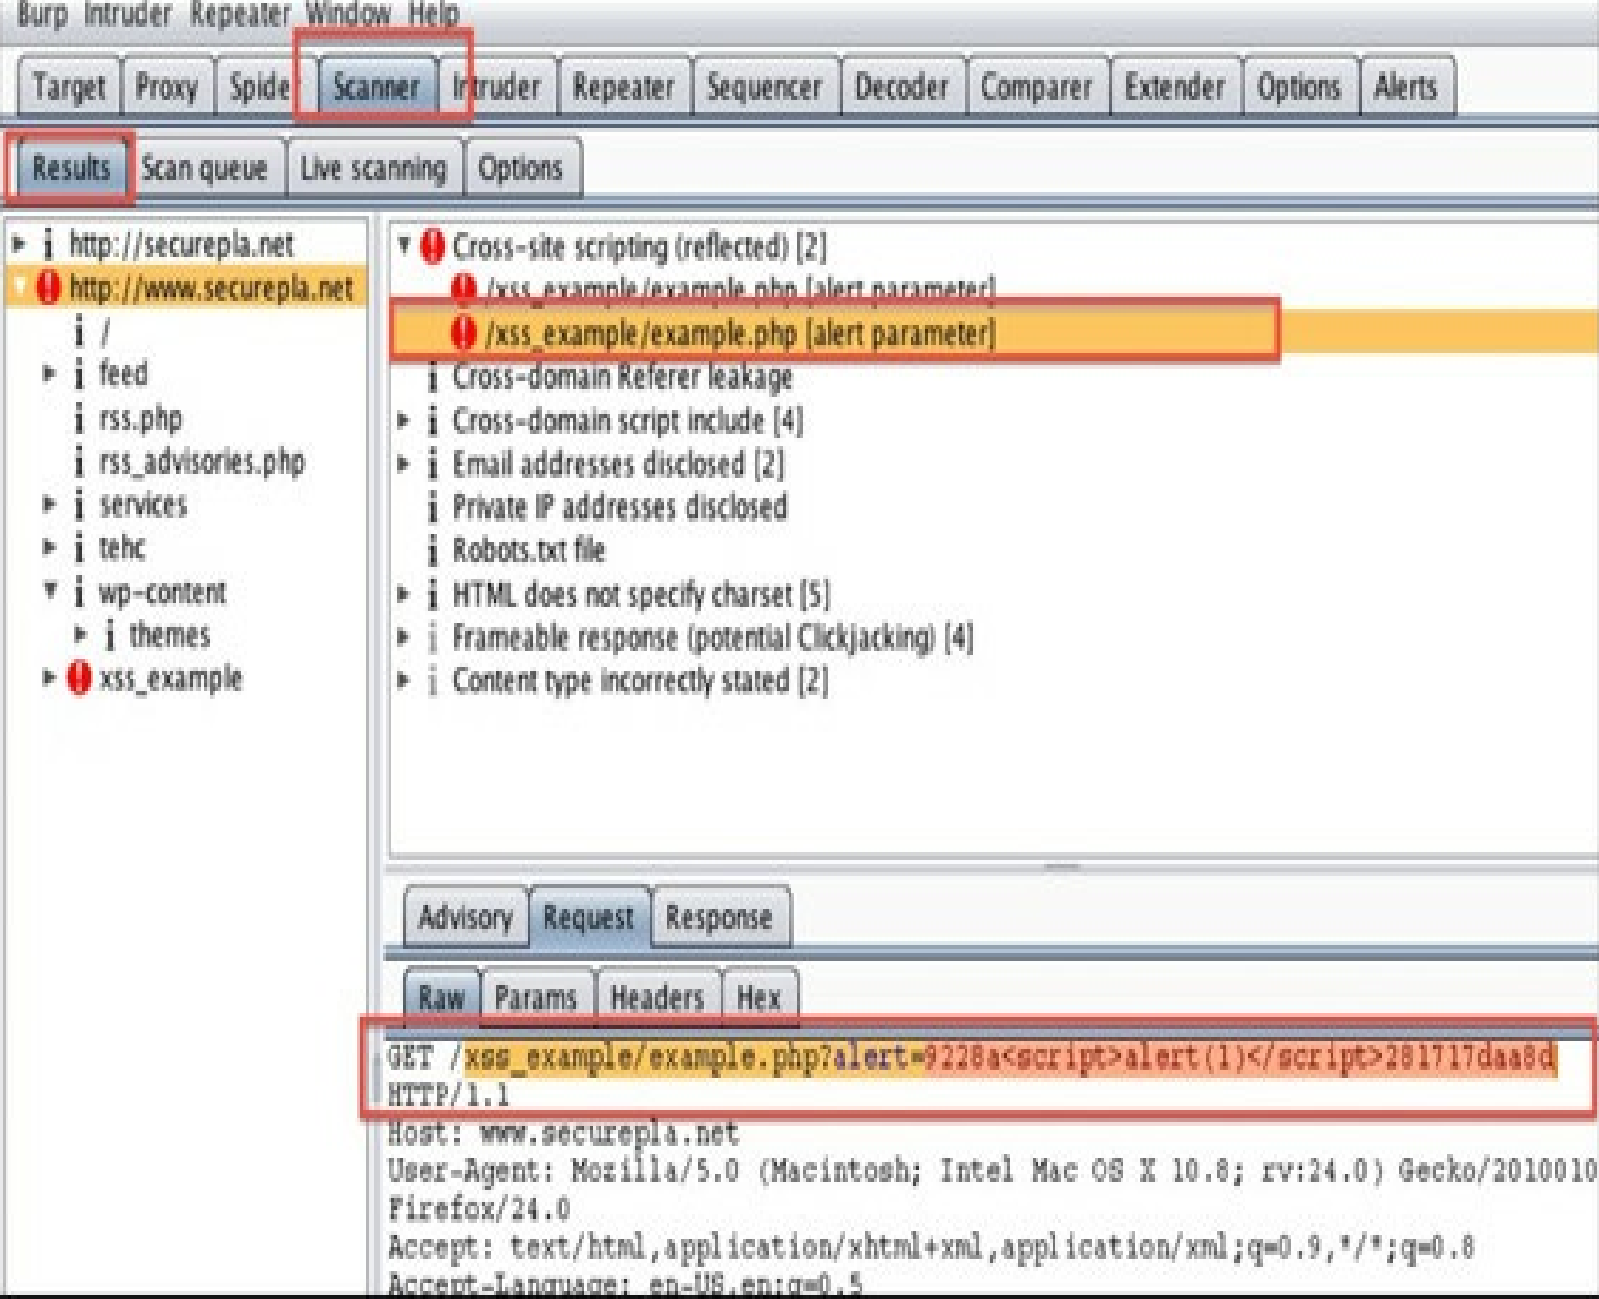 Burp Intruder Repeater Window Help
Target Proxy Spide Scanner Intruder Repeater Sequencer Decoder Comparer Extender Options Alerts
Results Scan queue Live scanning Options
http://securepla.net
http://www.securepla.net
/
feed
rss.php
rss_advisories.php
services
tehc
wp-content
themes
xss_example
Cross-site scripting (reflected) [2]
/xss_example/example.php [alert parameter]
/xss_example/example.php [alert parameter]
Cross-domain Referer leakage
Cross-domain script include [4]
Email addresses disclosed [2]
Private IP addresses disclosed
Robots.txt file
HTML does not specify charset [5]
Frameable response (potential Clickjacking) [4]
Content type incorrectly stated [2]
Advisory Request Response
Raw Params Headers Hex
GET /xss_example/example.php?alert=9228a<script>alert(1)</script>281717daa8d
HTTP/1.1
Host: www.securepla.net
User-Agent: Mozilla/5.0 (Macintosh; Intel Mac OS X 10.8; rv:24.0) Gecko/2010010
Firefox/24.0
Accept: text/html,application/xhtml+xml,application/xml;q=0.9,*/*;q=0.8
Accept-Language: en-US,en;q=0.5